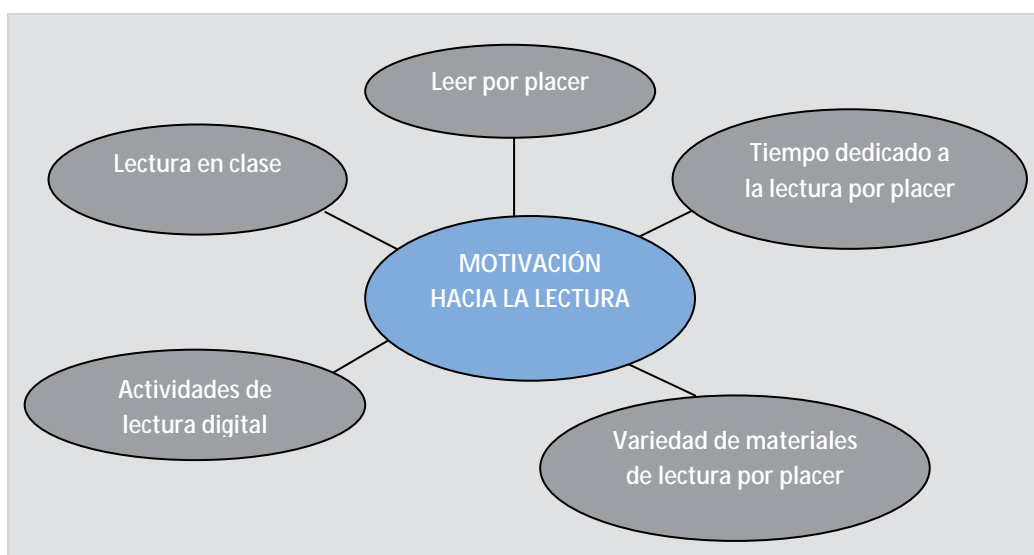 Leer por placer
Lectura en clase
Tiempo dedicado a
la lectura por placer
MOTIVACIÓN
HACIA LA LECTURA
Actividades de
lectura digital
Variedad de materiales
de lectura por placer